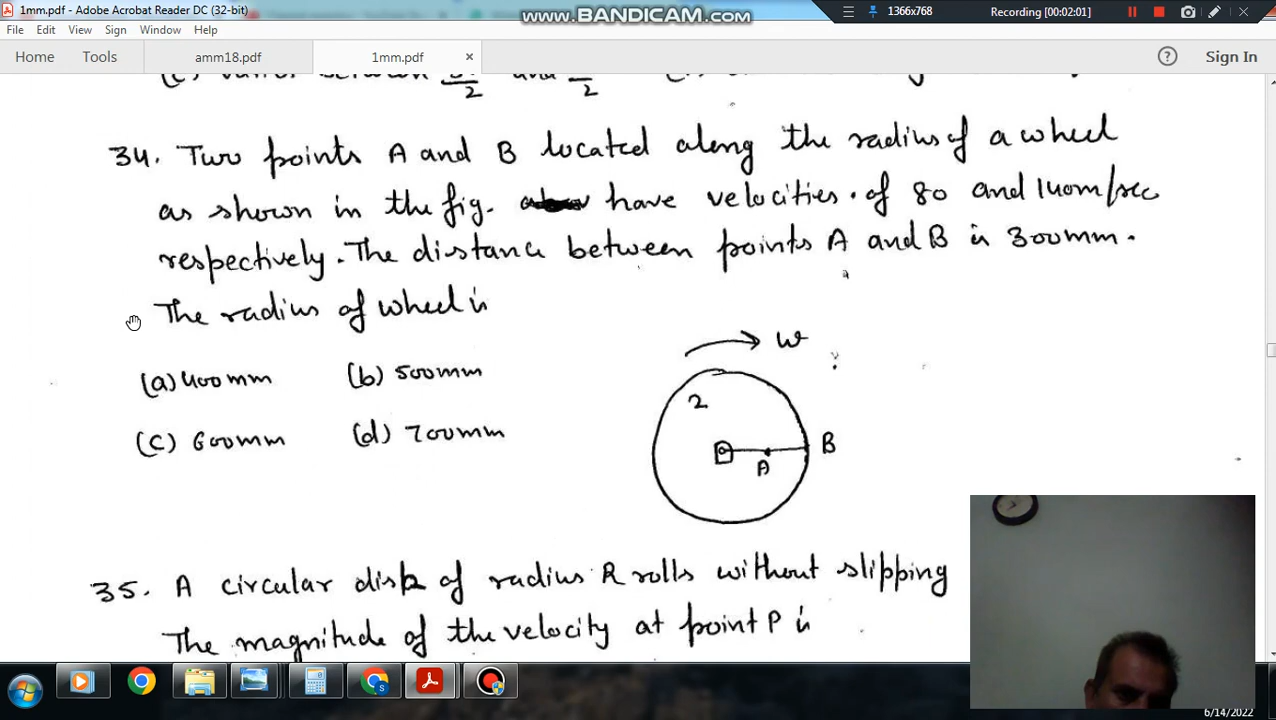 1mm.pdf - Adobe Acrobat Reader DC (32-bit)
www.BANDICAM.com
1366x768
Recording [00:02:01]
File Edit View Sign Window Help
Home Tools amm18.pdf 1mm.pdf × ? Sign In
34. Two points A and B located along the radius of a wheel
as shown in the fig. have velocities. of 80 and 140m/sec
respectively. The distance between points A and B is 300mm.
The radius of wheel is
(a) 400mm (b) 500mm
(c) 600mm (d) 700mm
ω
2
A
B
35. A circular disk of radius R rolls without slipping
The magnitude of the velocity at point P is
6/14/2022